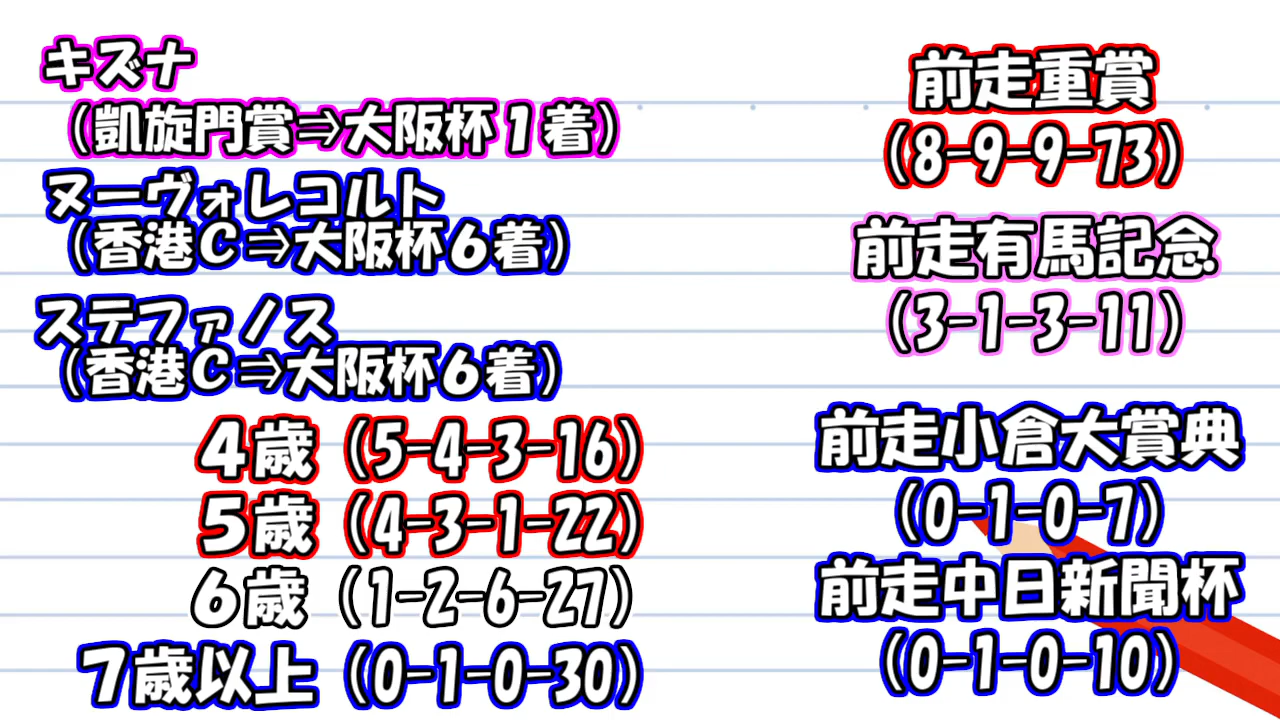 キズナ
（凱旋門賞⇒大阪杯１着）
ヌーヴォレコルト
（香港Ｃ⇒大阪杯６着）
ステファノス
（香港Ｃ⇒大阪杯６着）
４歳（5-4-3-16）
５歳（4-3-1-22）
６歳（1-2-6-27）
７歳以上（0-1-0-30）
前走重賞
（8-9-9-73）
前走有馬記念
（3-1-3-11）
前走小倉大賞典
（0-1-0-7）
前走中日新聞杯
（0-1-0-10）